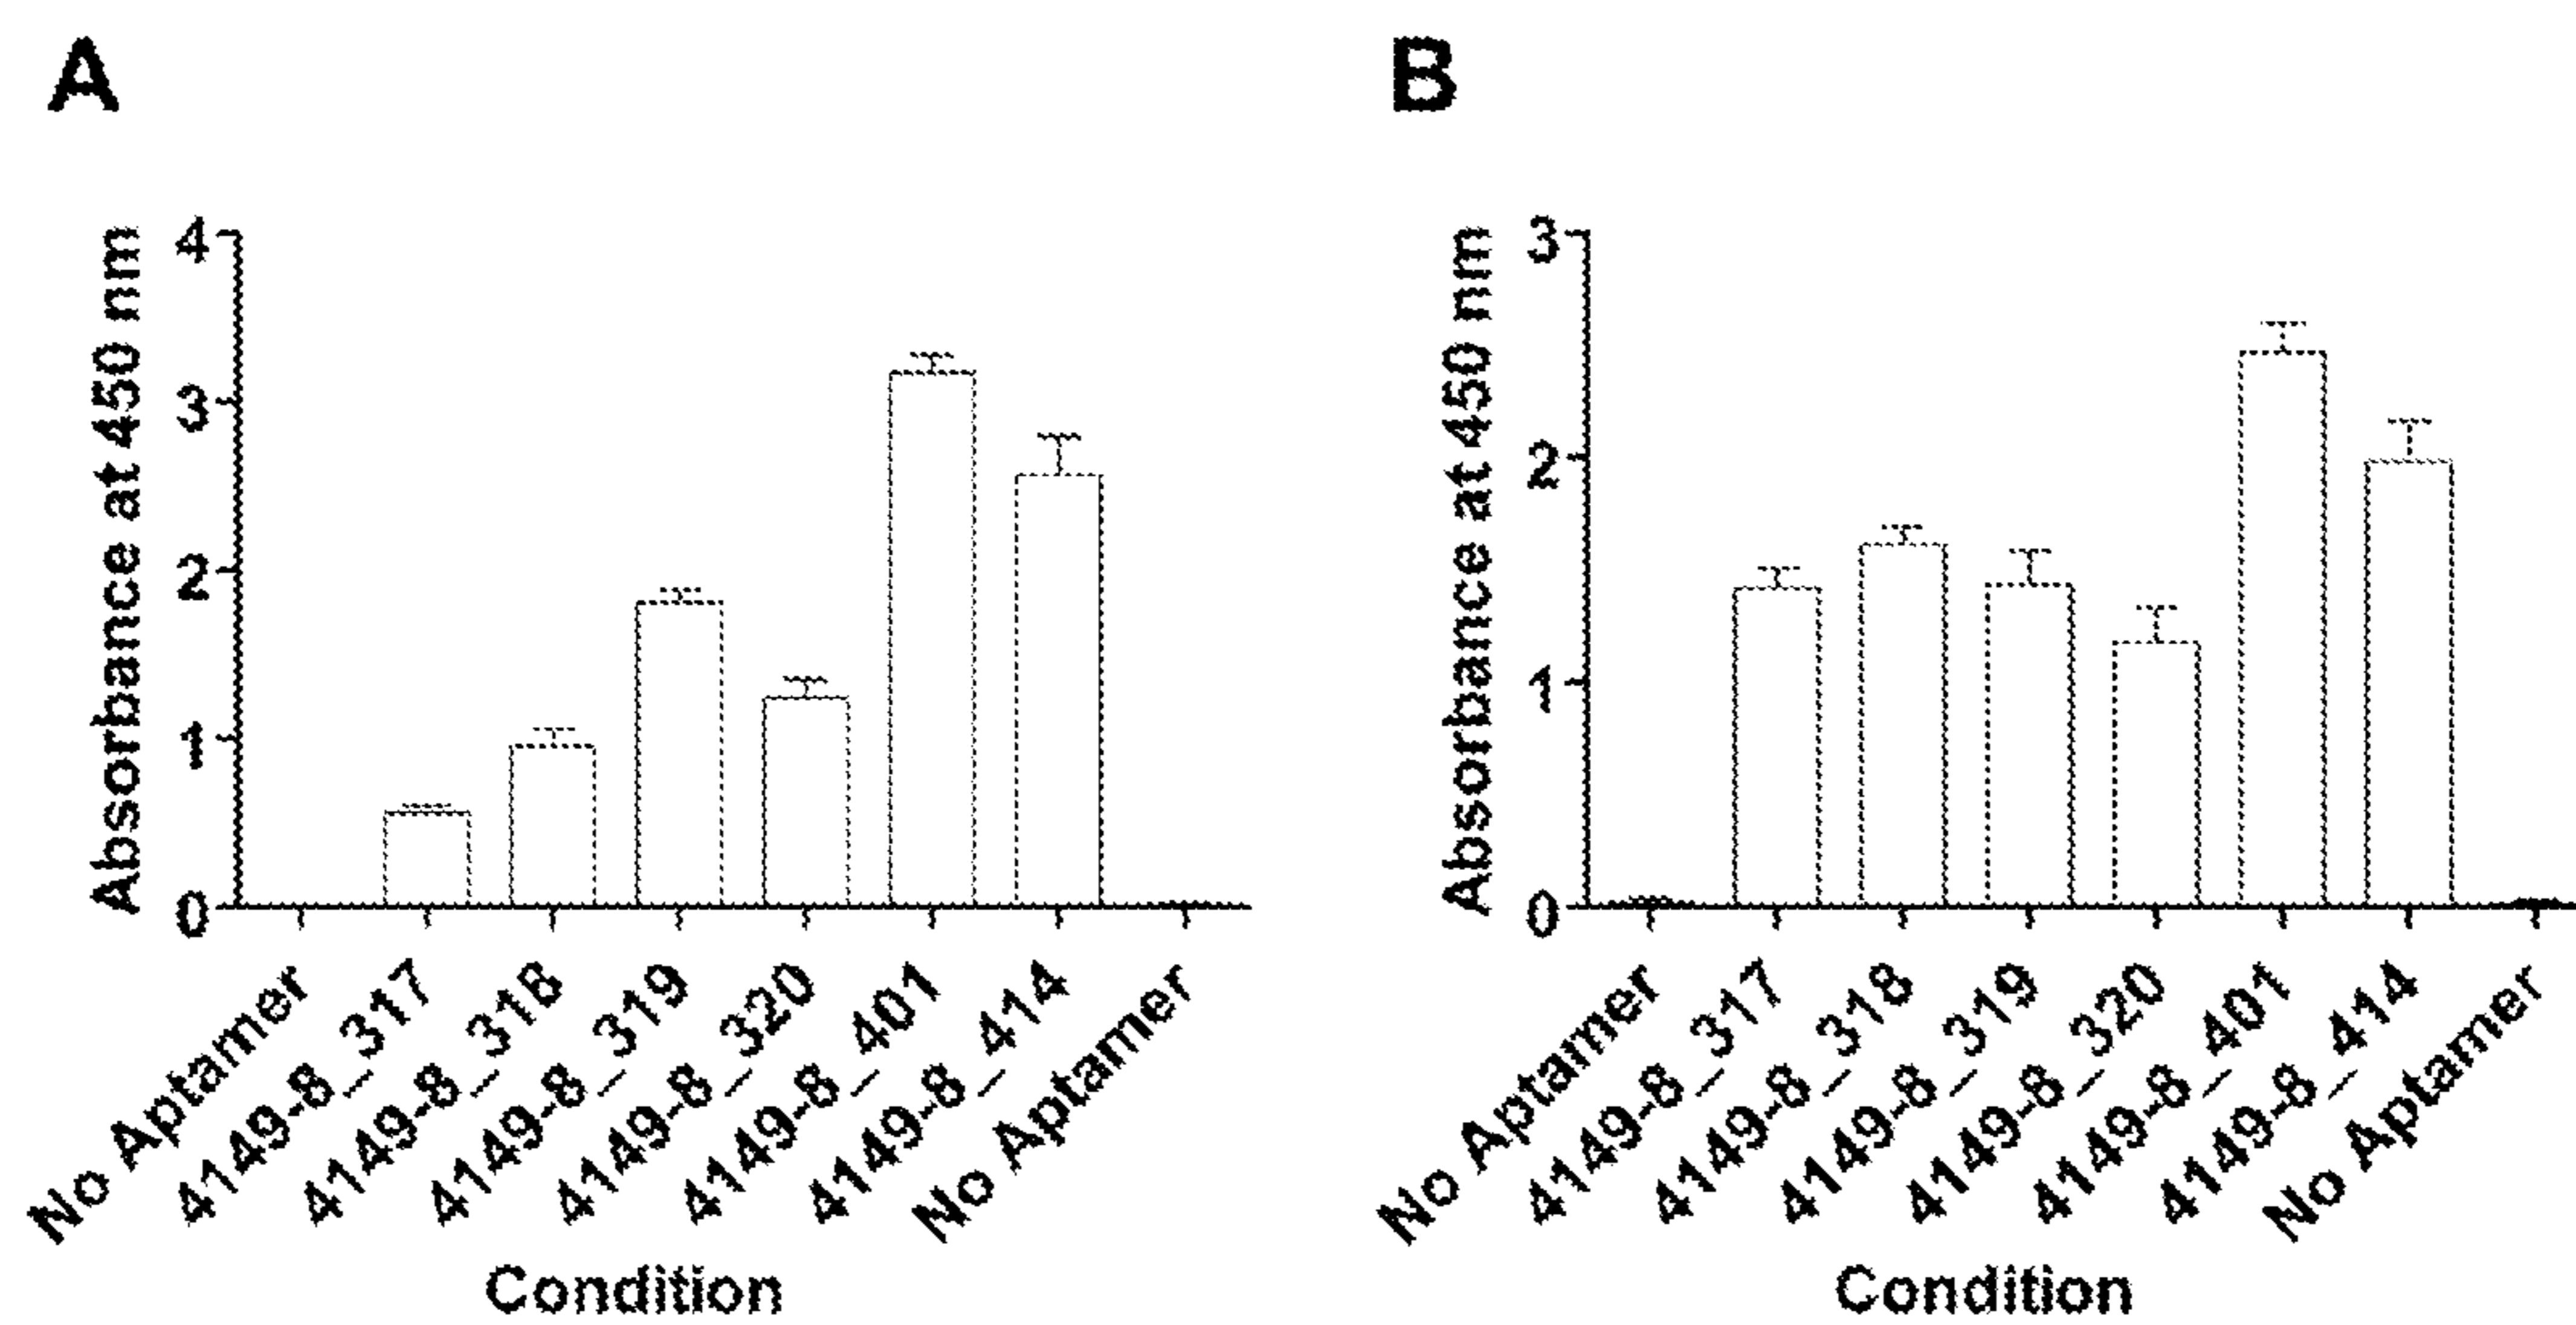 A
Absorbance at 450 nm
4
3
2
1
0
No Aptamer
4149-8_317
4149-8_318
4149-8_319
4149-8_320
4149-8_401
4149-8_414
No Aptamer
Condition
B
Absorbance at 450 nm
3
2
1
0
No Aptamer
4149-8_317
4149-8_318
4149-8_319
4149-8_320
4149-8_401
4149-8_414
No Aptamer
Condition